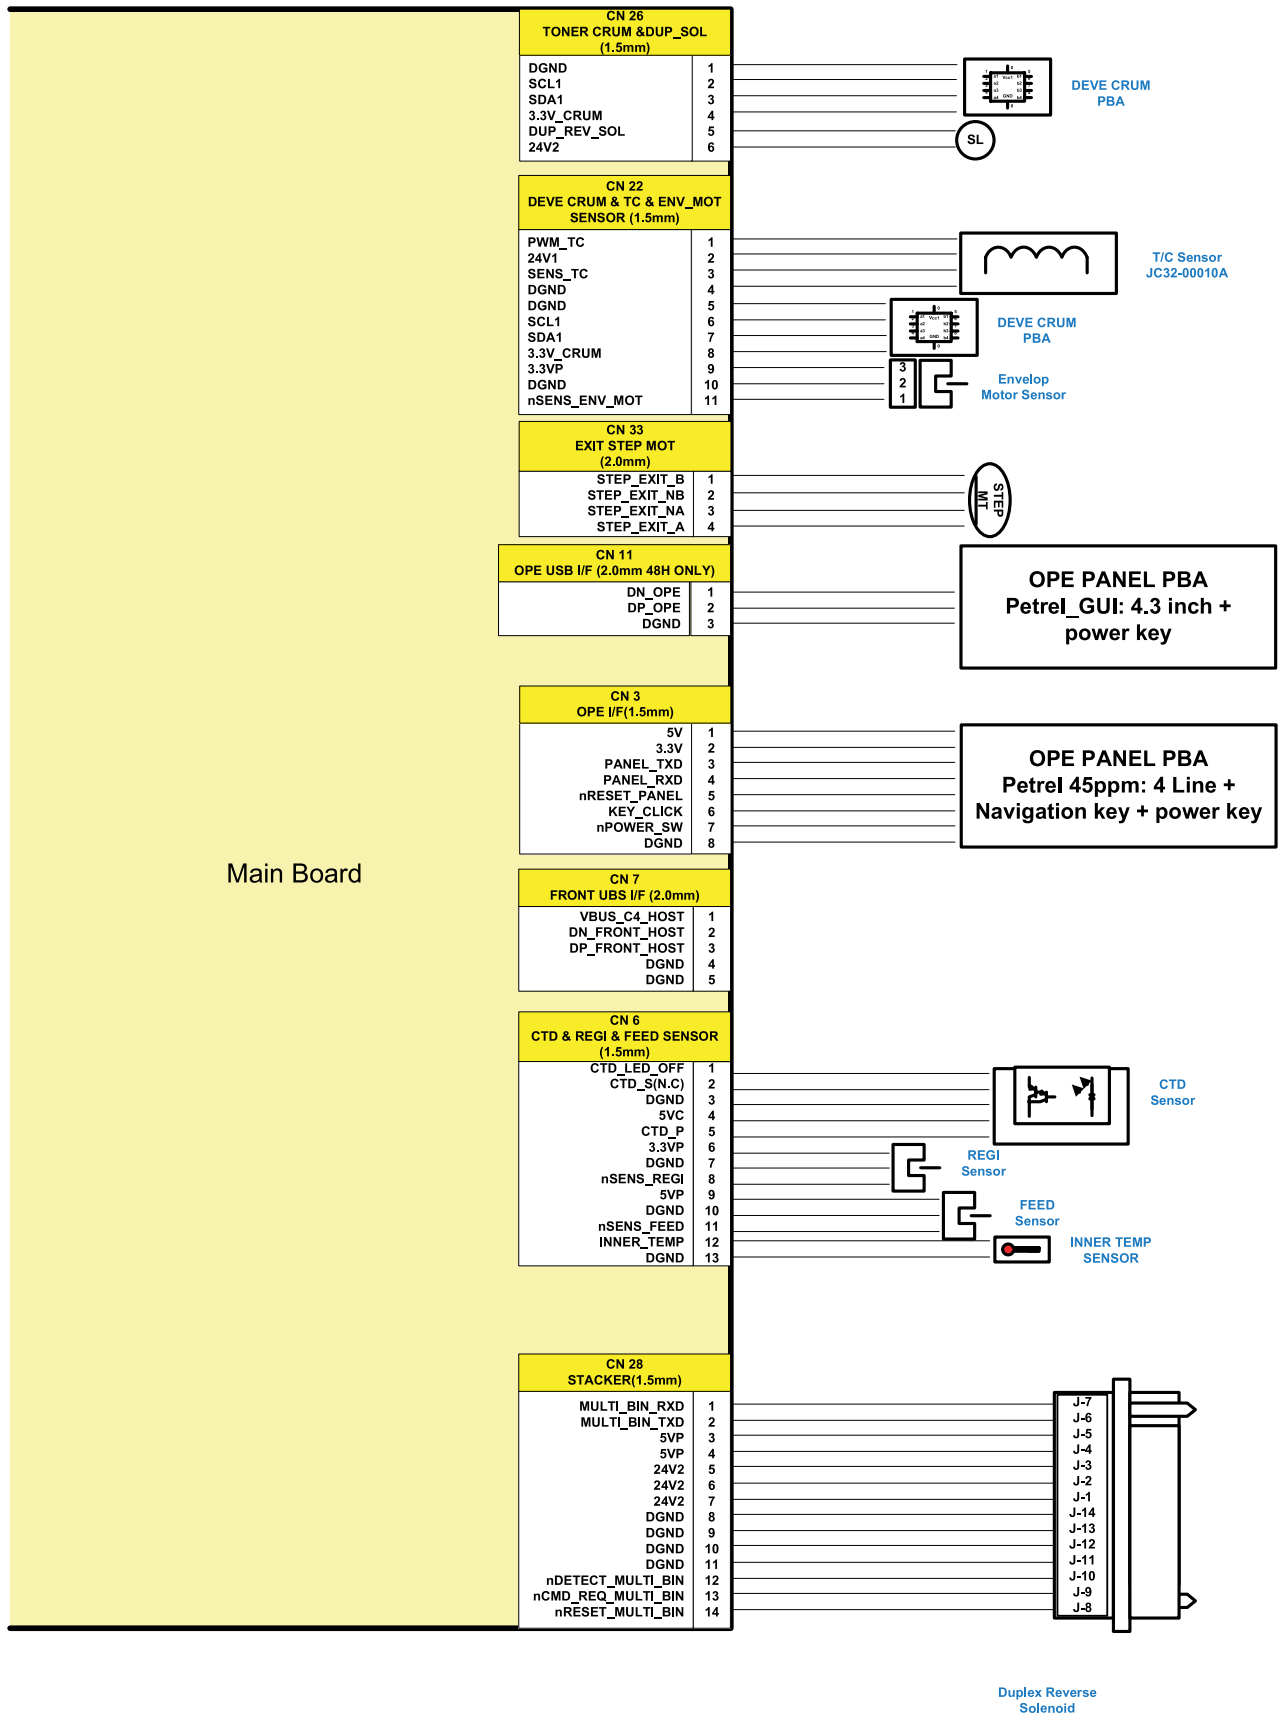 CN 26
TONER CRUM &DUP_SOL
(1.5mm)
DGND 1
SCL1 2
SDA1 3
3.3V_CRUM 4
DUP_REV_SOL 5
24V2 6
DEVE CRUM
PBA
SL
CN 22
DEVE CRUM & TC & ENV_MOT
SENSOR (1.5mm)
PWM_TC 1
24V1 2
SENS_TC 3
DGND 4
DGND 5
SCL1 6
SDA1 7
3.3V_CRUM 8
3.3VP 9
DGND 10
nSENS_ENV_MOT 11
T/C Sensor
JC32-00010A
DEVE CRUM
PBA
3
2
1
Envelop
Motor Sensor
CN 33
EXIT STEP MOT
(2.0mm)
STEP_EXIT_B 1
STEP_EXIT_NB 2
STEP_EXIT_NA 3
STEP_EXIT_A 4
STEP
MT
CN 11
OPE USB I/F (2.0mm 48H ONLY)
DN_OPE 1
DP_OPE 2
DGND 3
OPE PANEL PBA
Petrel_GUI: 4.3 inch +
power key
CN 3
OPE I/F(1.5mm)
5V 1
3.3V 2
PANEL_TXD 3
PANEL_RXD 4
nRESET_PANEL 5
KEY_CLICK 6
nPOWER_SW 7
DGND 8
OPE PANEL PBA
Petrel 45ppm: 4 Line +
Navigation key + power key
Main Board
CN 7
FRONT UBS I/F (2.0mm)
VBUS_C4_HOST 1
DN_FRONT_HOST 2
DP_FRONT_HOST 3
DGND 4
DGND 5
CN 6
CTD & REGI & FEED SENSOR
(1.5mm)
CTD_LED_OFF 1
CTD_S(N.C) 2
DGND 3
5VC 4
CTD_P 5
3.3VP 6
DGND 7
nSENS_REGI 8
5VP 9
DGND 10
nSENS_FEED 11
INNER_TEMP 12
DGND 13
CTD
Sensor
REGI
Sensor
FEED
Sensor
INNER TEMP
SENSOR
CN 28
STACKER(1.5mm)
MULTI_BIN_RXD 1
MULTI_BIN_TXD 2
5VP 3
5VP 4
24V2 5
24V2 6
24V2 7
DGND 8
DGND 9
DGND 10
DGND 11
nDETECT_MULTI_BIN 12
nCMD_REQ_MULTI_BIN 13
nRESET_MULTI_BIN 14
J-7
J-6
J-5
J-4
J-3
J-2
J-1
J-14
J-13
J-12
J-11
J-10
J-9
J-8
Duplex Reverse
Solenoid